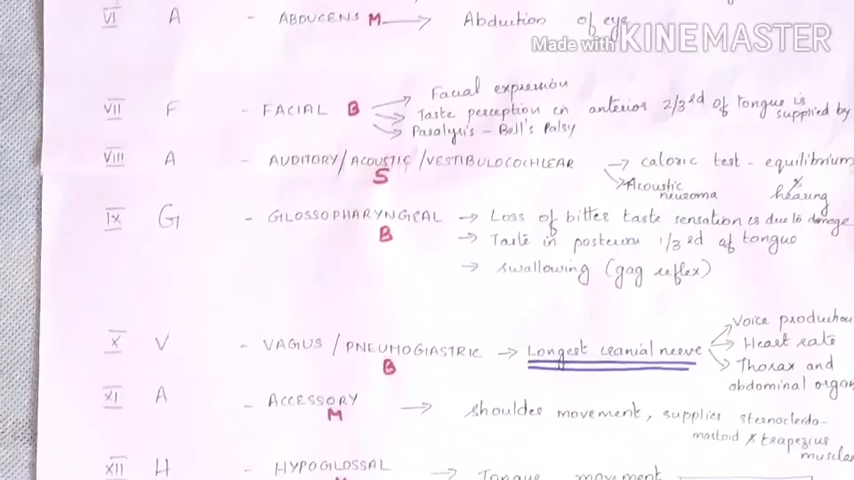 VI A - ABDUCENS M → Abduction of eye
Made with KINEMASTER
Facial expression
VII F - FACIAL B → Taste perception in anterior 2/3rd of tongue is supplied by
Paralysis - Bell's Palsy
VIII A - AUDITORY/ACOUSTIC/VESTIBULOCOCHLEAR → caloric test - equilibrium
S → Acoustic neuroma & hearing
IX G - GLOSSOPHARYNGICAL → Loss of bitter taste sensation is due to damage
B → Taste in posterior 1/3rd of tongue
→ swallowing (gag reflex)
Voice production
X V - VAGUS / PNEUMOGIASTRIC → Longest cranial nerve → Heart rate
B → Thorax and
abdominal organ
XI A - ACCESSORY → shoulder movement, supplies sternocleido-
M mastoid & trapezius
muscles
XII H - HYPOGLOSSAL → Tongue movement